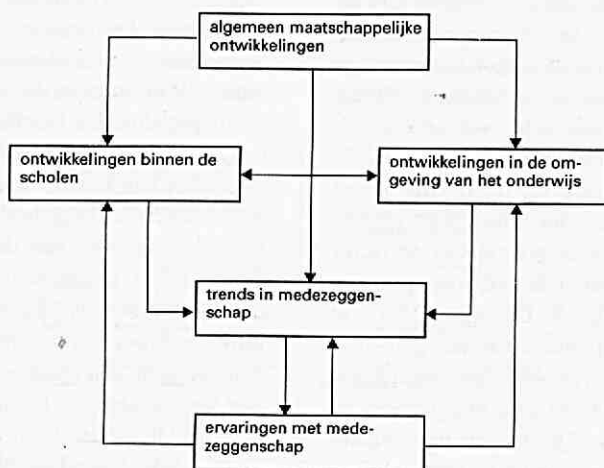 algemeen maatschappelijke
ontwikkelingen
ontwikkelingen binnen de
scholen
ontwikkelingen in de om-
geving van het onderwijs
trends in medezeggen-
schap
ervaringen met mede-
zeggenschap